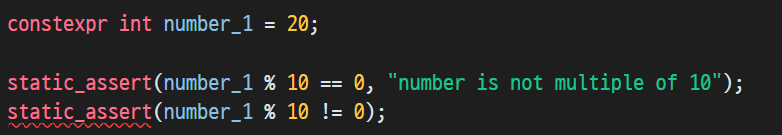 constexpr int number_1 = 20;
static_assert(number_1 % 10 == 0, "number is not multiple of 10");
static_assert(number_1 % 10 != 0);